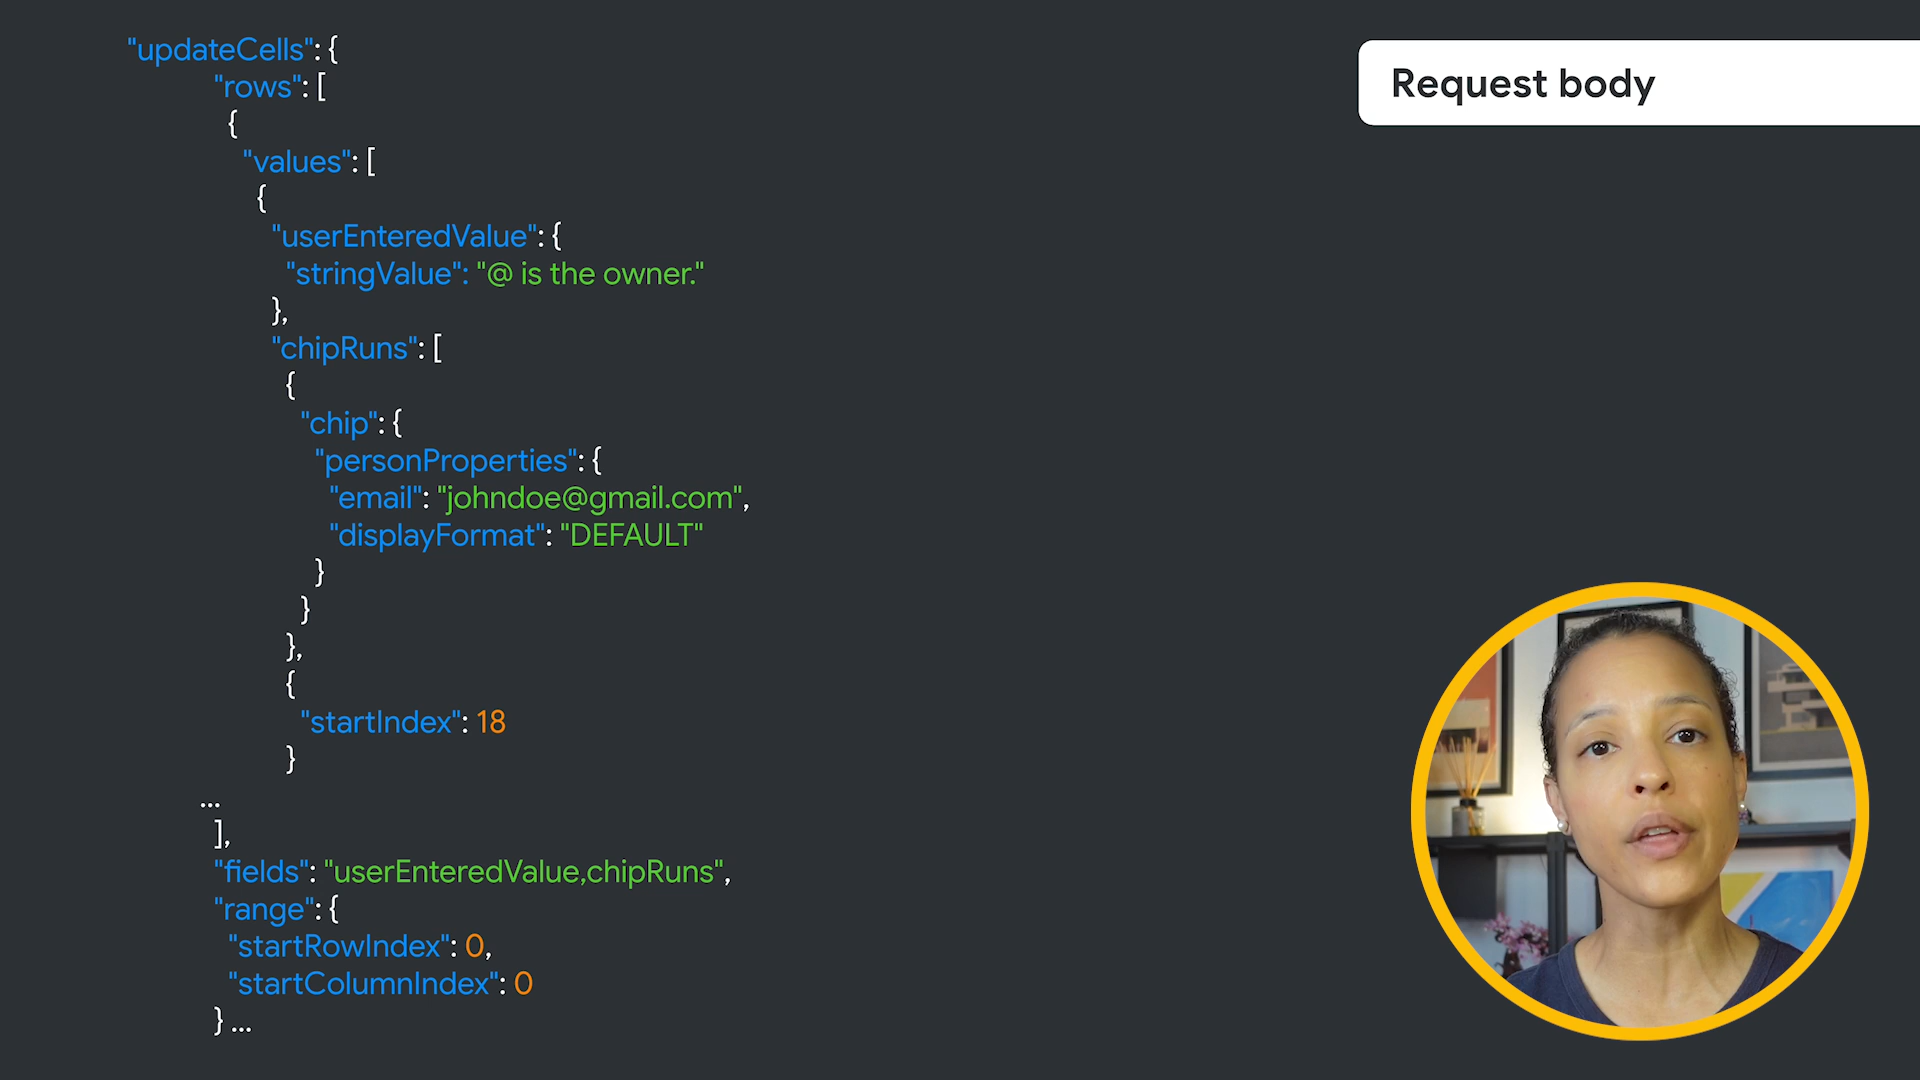 "updateCells": {
"rows": [
{
"values": [
{
"userEnteredValue": {
"stringValue": "@ is the owner."
},
"chipRuns": [
{
"chip": {
"personProperties": {
"email": "johndoe@gmail.com",
"displayFormat": "DEFAULT"
}
}
},
{
"startIndex": 18
}
...
],
"fields": "userEnteredValue,chipRuns",
"range": {
"startRowIndex": 0,
"startColumnIndex": 0
} ...
Request body